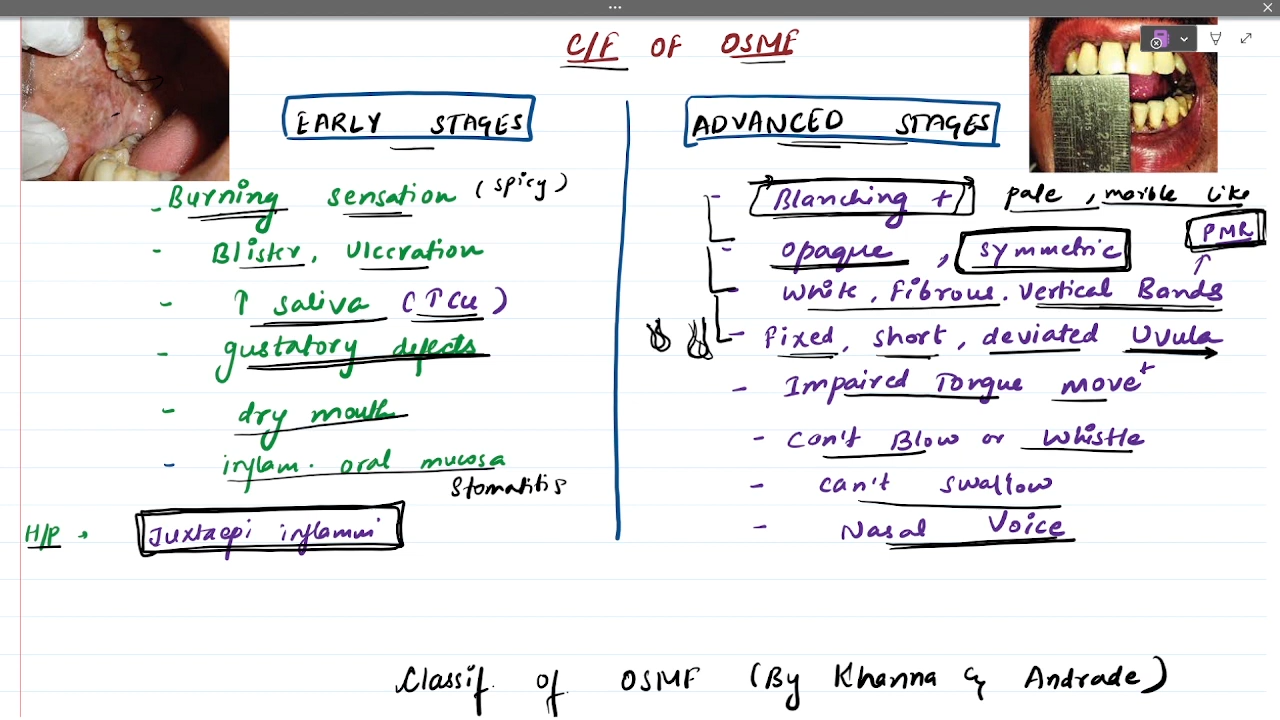 C/F OF OSMF
EARLY STAGES
Burning sensation (spicy)
Blister, Ulceration
↑ saliva (↑Cu)
gustatory defects
dry mouth
inflam. oral mucosa
Stomatitis
H/P → Juxtaepi inflammi
ADVANCED STAGES
Blanching + pale, marble like
opaque, symmetric
PMR
White, Fibrous, Vertical Bands
Fixed, short, deviated Uvula
Impaired Tongue move+
Can't Blow or Whistle
Can't swallow
Nasal Voice
Classif. of OSMF (By Khanna & Andrade)